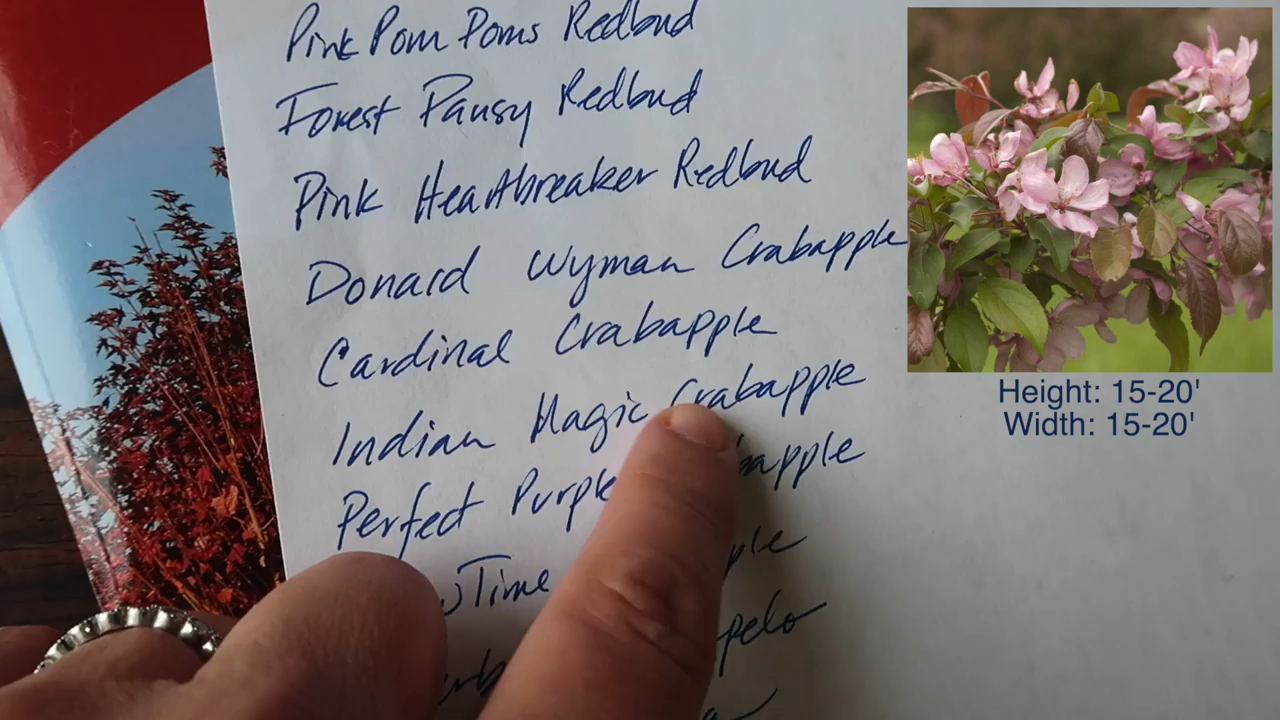 Pink Pom Poms Redbud
Forest Pansy Redbud
Pink Heartbreaker Redbud
Donard Wyman Crabapple
Cardinal Crabapple
Indian Magic Crabapple
Perfect Purple
Time
Height: 15-20'
Width: 15-20'